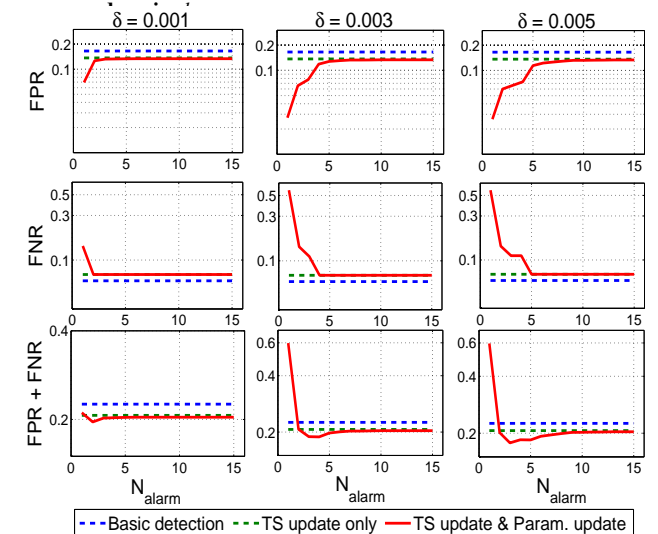 δ = 0.001 δ = 0.003 δ = 0.005
FPR
0.2 0.2 0.2
0.1 0.1 0.1
0 5 10 15 0 5 10 15 0 5 10 15
FNR
0.5 0.5 0.5
0.3 0.3 0.3
0.1 0.1 0.1
0 5 10 15 0 5 10 15 0 5 10 15
FPR + FNR
0.4 0.6 0.6
0.4 0.4
0.2 0.2 0.2
0 5 10 15 0 5 10 15 0 5 10 15
N_alarm N_alarm N_alarm
Basic detection TS update only TS update & Param. update